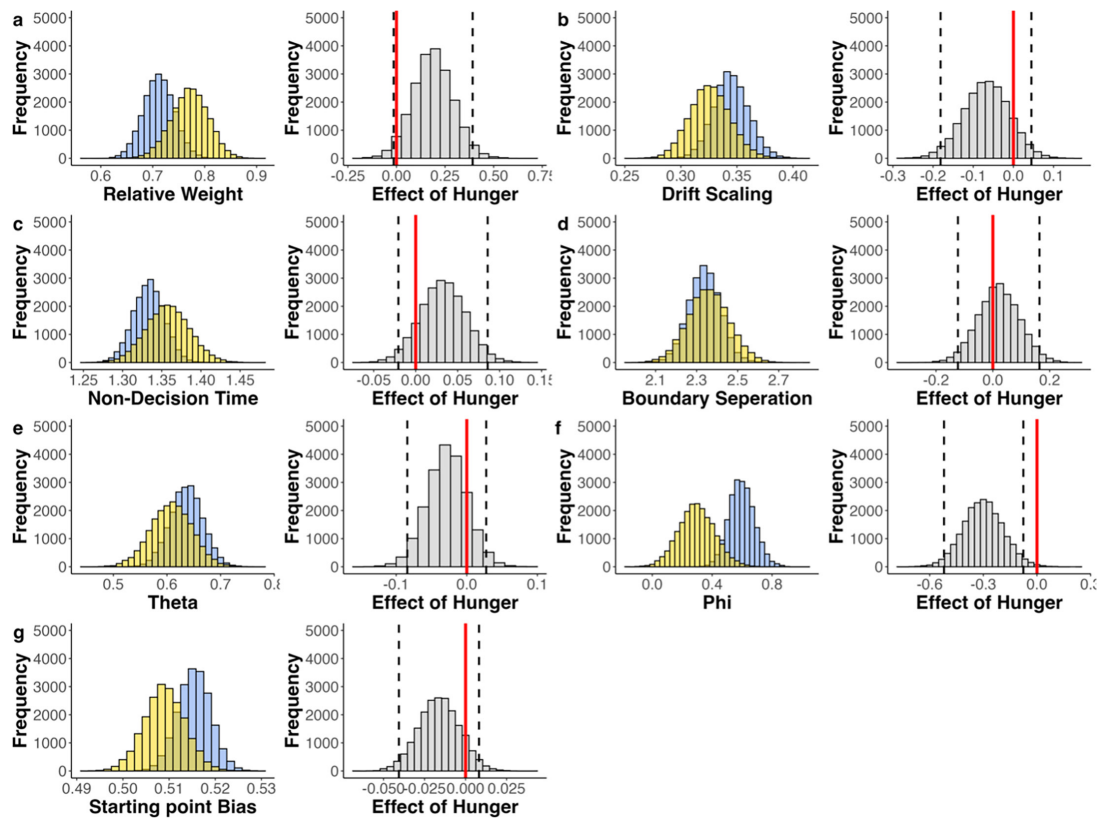 a
5000
4000
3000
2000
1000
0
Frequency
0.6 0.7 0.8 0.9
Relative Weight
5000
4000
3000
2000
1000
0
Frequency
-0.25 0.00 0.25 0.50 0.75
Effect of Hunger
b
5000
4000
3000
2000
1000
0
Frequency
0.25 0.30 0.35 0.40
Drift Scaling
5000
4000
3000
2000
1000
0
Frequency
-0.3 -0.2 -0.1 0.0 0.1
Effect of Hunger
c
5000
4000
3000
2000
1000
0
Frequency
1.25 1.30 1.35 1.40 1.45
Non-Decision Time
5000
4000
3000
2000
1000
0
Frequency
-0.05 0.00 0.05 0.10 0.15
Effect of Hunger
d
5000
4000
3000
2000
1000
0
Frequency
2.1 2.3 2.5 2.7
Boundary Seperation
5000
4000
3000
2000
1000
0
Frequency
-0.2 0.0 0.2
Effect of Hunger
e
5000
4000
3000
2000
1000
0
Frequency
0.5 0.6 0.7
Theta
5000
4000
3000
2000
1000
0
Frequency
-0.1 0.0 0.1
Effect of Hunger
f
5000
4000
3000
2000
1000
0
Frequency
0.0 0.4 0.8
Phi
5000
4000
3000
2000
1000
0
Frequency
-0.6 -0.3 0.0
Effect of Hunger
g
5000
4000
3000
2000
1000
0
Frequency
0.49 0.50 0.51 0.52 0.53
Starting point Bias
5000
4000
3000
2000
1000
0
Frequency
-0.050 -0.025 0.000 0.025
Effect of Hunger